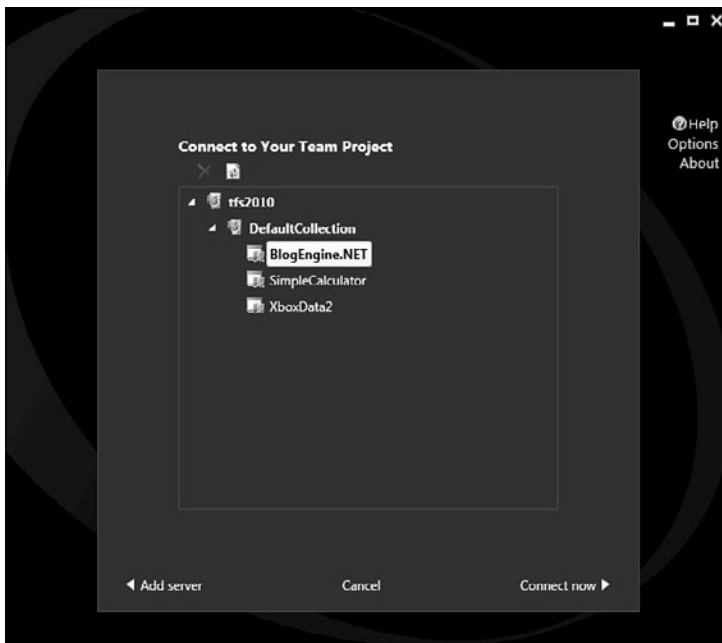 Help
Options
About
Connect to Your Team Project
tfs2010
DefaultCollection
BlogEngine.NET
SimpleCalculator
XboxData2
Add server Cancel Connect now